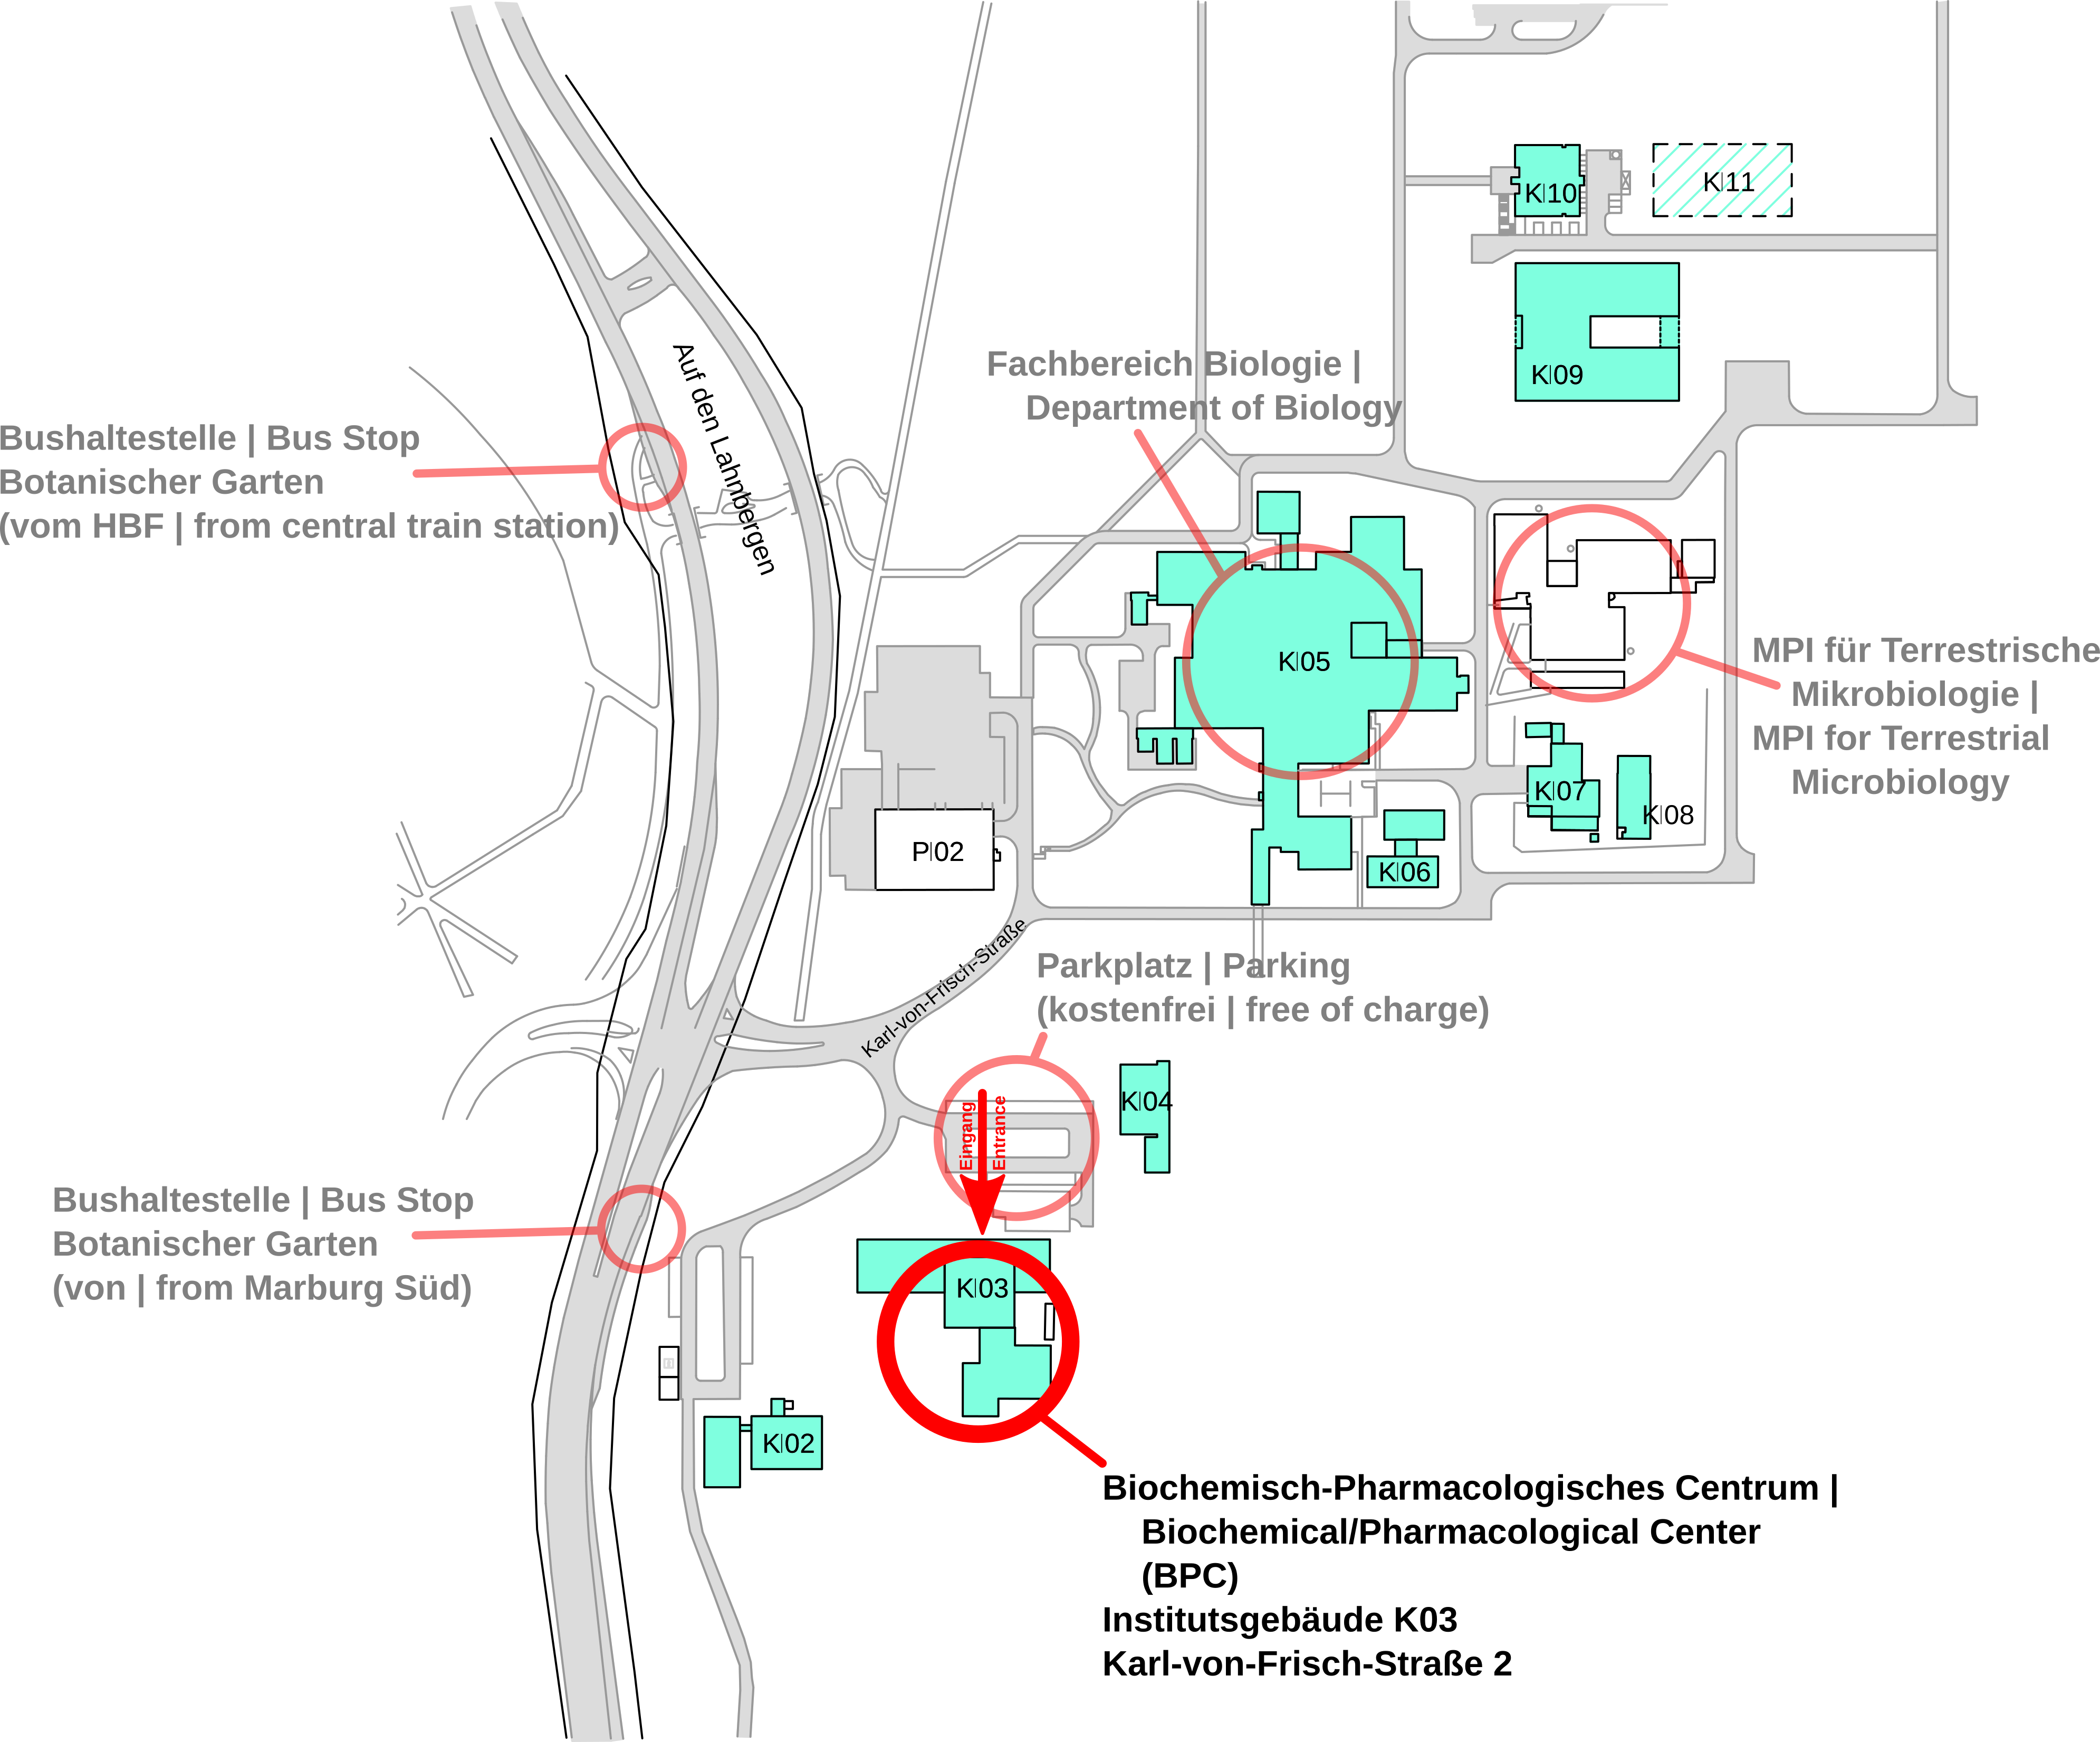 K|10
K|11
K|09
Auf den Lahnbergen
Fachbereich Biologie |
Department of Biology
Bushaltestelle | Bus Stop
Botanischer Garten
(vom HBF | from central train station)
K|05
MPI für Terrestrische
Mikrobiologie |
MPI for Terrestrial
Microbiology
K|07
K|08
P|02
K|06
Karl-von-Frisch-Straße
Parkplatz | Parking
(kostenfrei | free of charge)
K|04
Eingang
Entrance
Bushaltestelle | Bus Stop
Botanischer Garten
(von | from Marburg Süd)
K|03
K|02
Biochemisch-Pharmacologisches Centrum |
Biochemical/Pharmacological Center
(BPC)
Institutsgebäude K03
Karl-von-Frisch-Straße 2